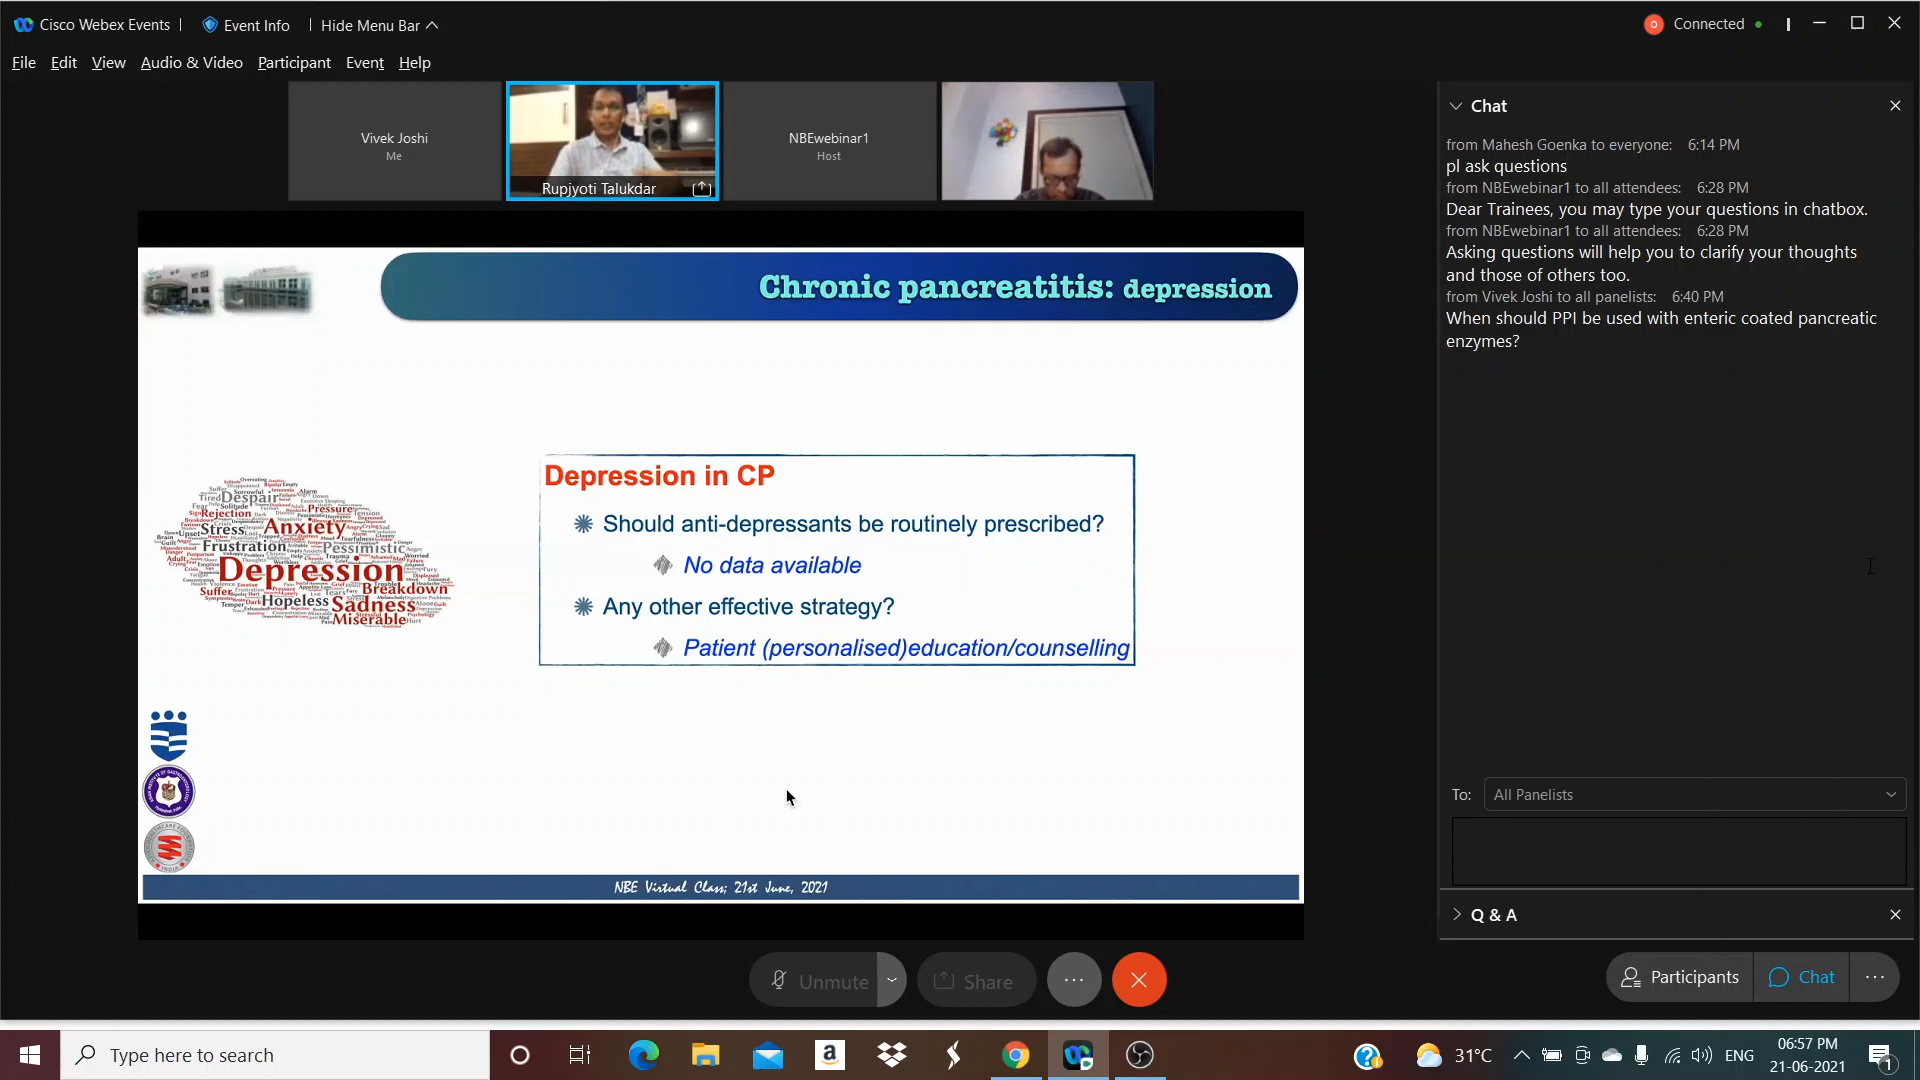 Cisco Webex Events
Event Info
Hide Menu Bar
Connected
File Edit View Audio & Video Participant Event Help
Vivek Joshi
Me
Rupjyoti Talukdar
NBEwebinar1
Host
Chat
from Mahesh Goenka to everyone: 6:14 PM
pl ask questions
from NBEwebinar1 to all attendees: 6:28 PM
Dear Trainees, you may type your questions in chatbox.
from NBEwebinar1 to all attendees: 6:28 PM
Asking questions will help you to clarify your thoughts
and those of others too.
from Vivek Joshi to all panelists: 6:40 PM
When should PPI be used with enteric coated pancreatic
enzymes?
Chronic pancreatitis: depression
Despair
Rejection
Pressure
Stress
Anxiety
Frustration
Pessimistic
Depression
Suffer
Breakdown
Hopeless
Sadness
Miserable
Depression in CP
Should anti-depressants be routinely prescribed?
No data available
Any other effective strategy?
Patient (personalised)education/counselling
NBE Virtual Class; 21st June, 2021
To: All Panelists
Q & A
Unmute
Share
Participants
Chat
Type here to search
31°C
ENG
06:57 PM
21-06-2021
1